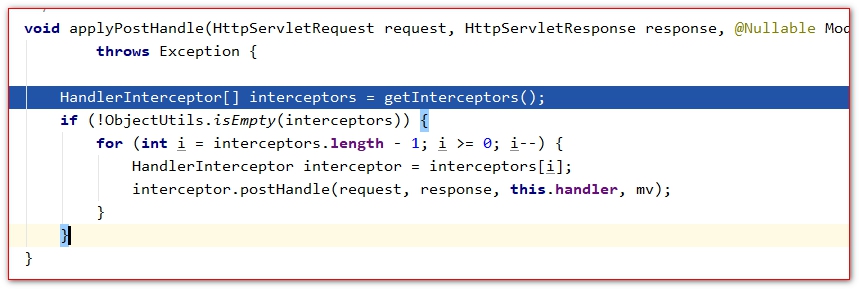 void applyPostHandle(HttpServletRequest request, HttpServletResponse response, @Nullable Mod
throws Exception {
HandlerInterceptor[] interceptors = getInterceptors();
if (!ObjectUtils.isEmpty(interceptors)) {
for (int i = interceptors.length - 1; i >= 0; i--) {
HandlerInterceptor interceptor = interceptors[i];
interceptor.postHandle(request, response, this.handler, mv);
}
}
}